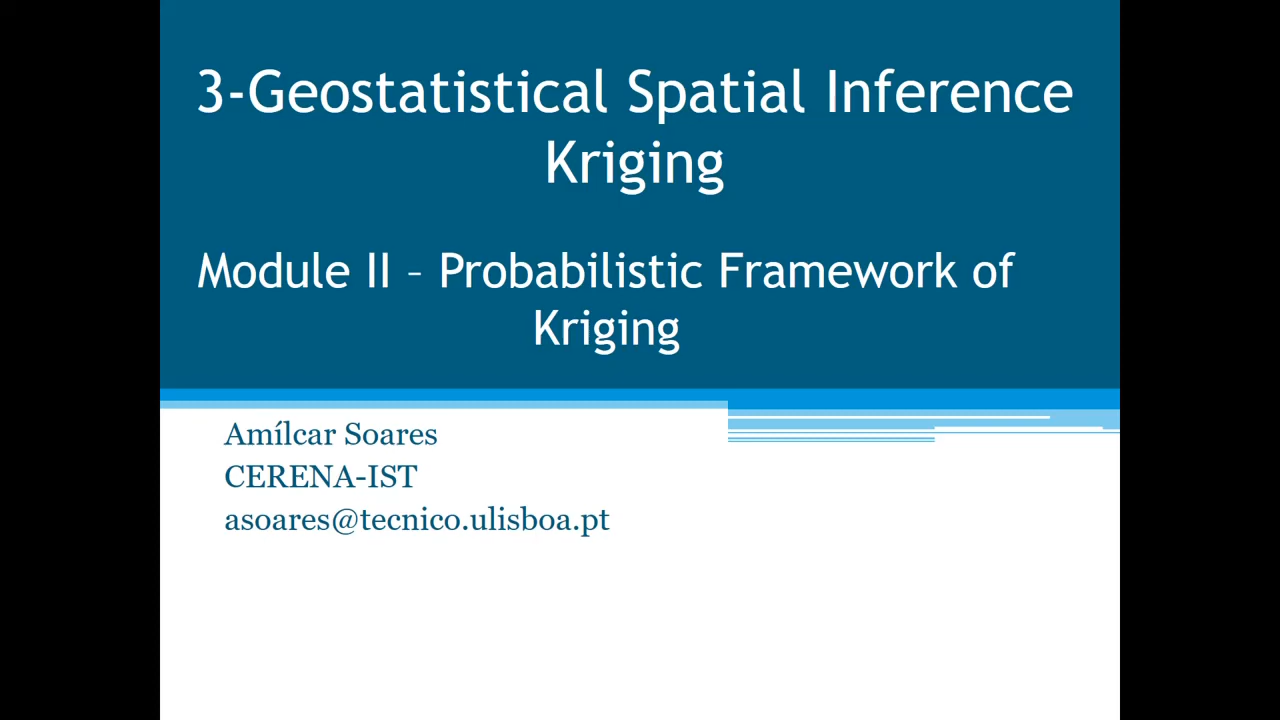 3-Geostatistical Spatial Inference
Kriging
Module II – Probabilistic Framework of
Kriging
Amílcar Soares
CERENA-IST
asoares@tecnico.ulisboa.pt